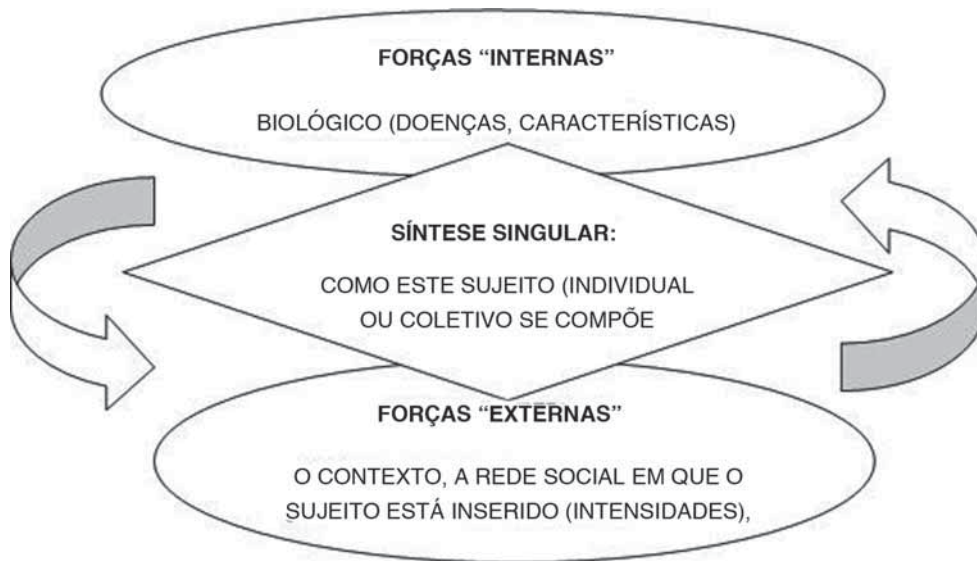 FORÇAS “INTERNAS”
BIOLÓGICO (DOENÇAS, CARACTERÍSTICAS)
SÍNTESE SINGULAR:
COMO ESTE SUJEITO (INDIVIDUAL
OU COLETIVO SE COMPÕE
FORÇAS “EXTERNAS”
O CONTEXTO, A REDE SOCIAL EM QUE O
SUJEITO ESTÁ INSERIDO (INTENSIDADES),